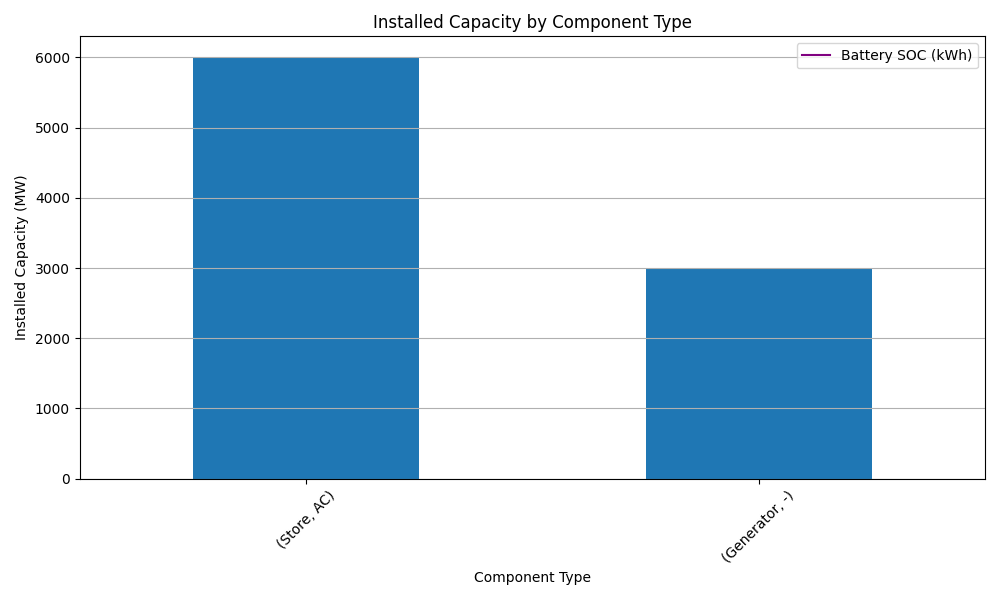 Installed Capacity by Component Type
Battery SOC (kWh)
Installed Capacity (MW)
6000
5000
4000
3000
2000
1000
0
(Store, AC)
(Generator, -)
Component Type